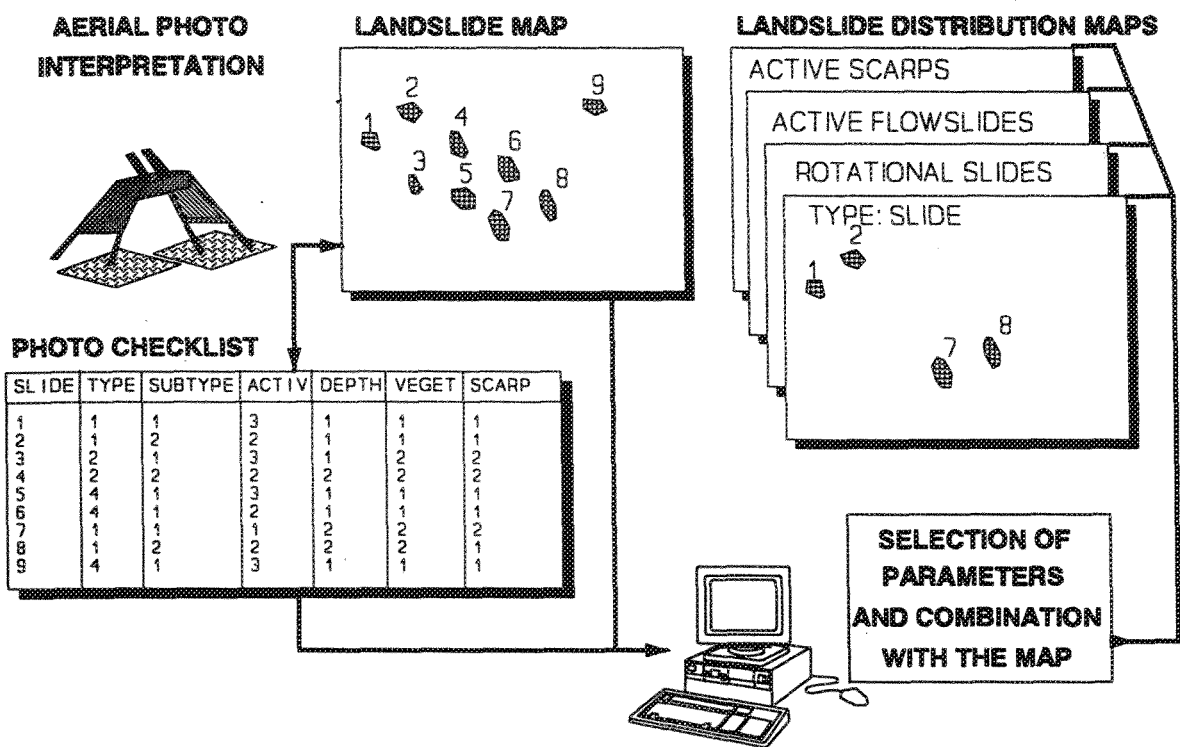 AERIAL PHOTO
INTERPRETATION
LANDSLIDE MAP
1
2
3
4
5
6
7
8
9
LANDSLIDE DISTRIBUTION MAPS
ACTIVE SCARPS
ACTIVE FLOWSLIDES
ROTATIONAL SLIDES
TYPE: SLIDE
1
2
7
8
PHOTO CHECKLIST
SLIDE TYPE SUBTYPE ACTIV DEPTH VEGET SCARP
1 1 1 3 1 1 1
2 1 2 2 1 1 1
3 2 1 3 1 2 2
4 2 2 2 2 2 2
5 4 1 3 1 1 1
6 4 1 2 1 1 1
7 1 1 1 2 2 2
8 1 2 2 2 2 1
9 4 1 3 1 1 1
SELECTION OF
PARAMETERS
AND COMBINATION
WITH THE MAP